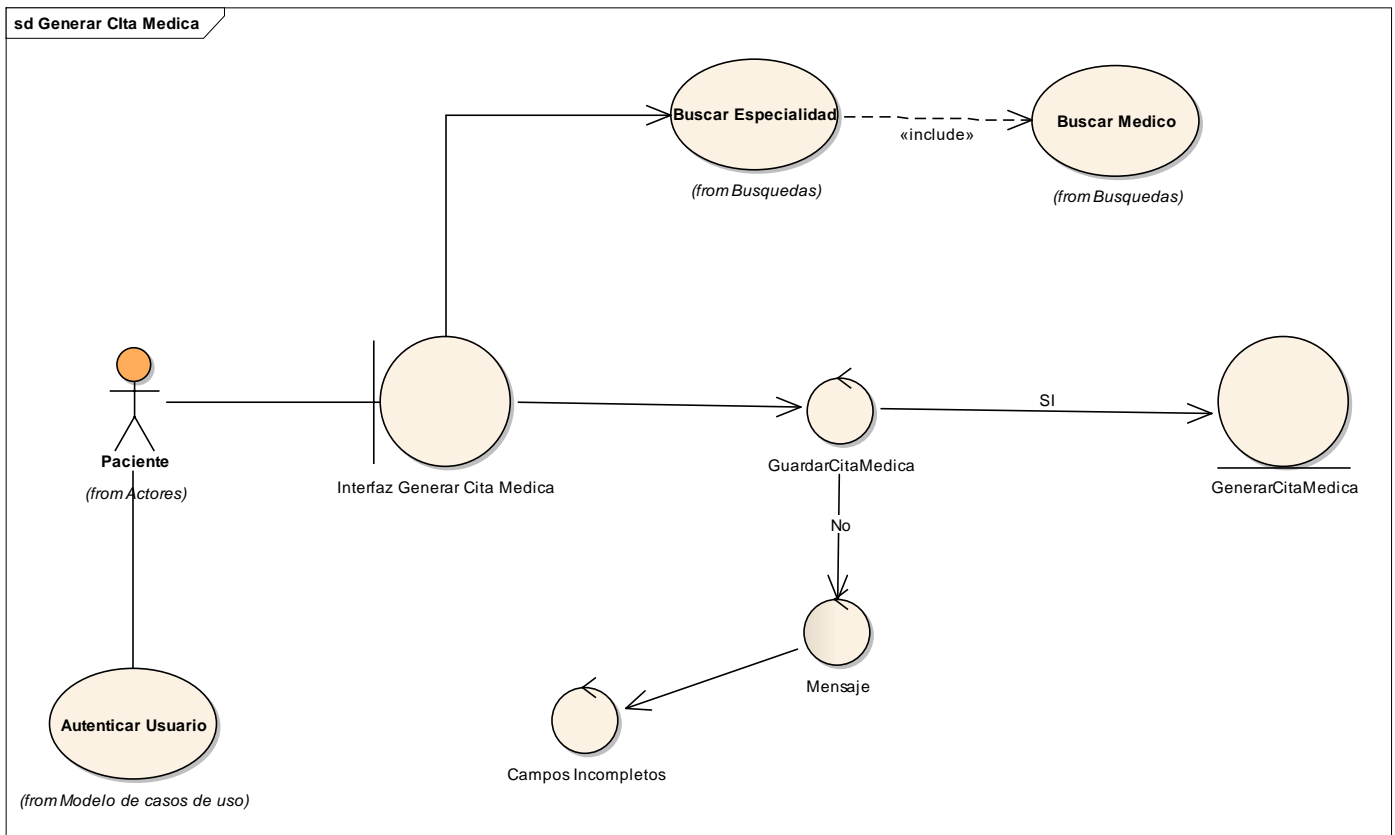 sd Generar CIta Medica
Buscar Especialidad
«include»
Buscar Medico
(from Busquedas)
(from Busquedas)
Paciente
(from Actores)
Interfaz Generar Cita Medica
GuardarCitaMedica
SI
GenerarCitaMedica
No
Mensaje
Campos Incompletos
Autenticar Usuario
(from Modelo de casos de uso)